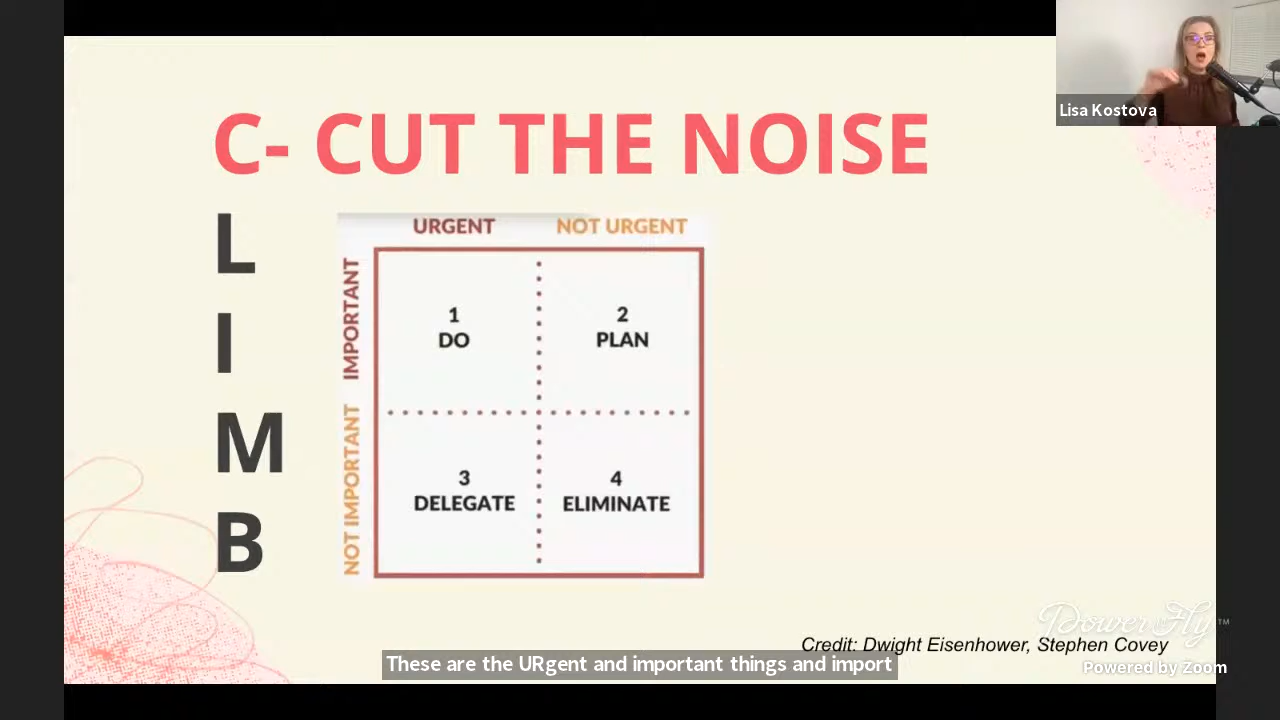 Lisa Kostova
C- CUT THE NOISE
L
I
M
B
URGENT NOT URGENT
IMPORTANT
NOT IMPORTANT
1
DO
2
PLAN
3
DELEGATE
4
ELIMINATE
PowerToFly™
Credit: Dwight Eisenhower, Stephen Covey
These are the URgent and important things and import
Powered by Zoom